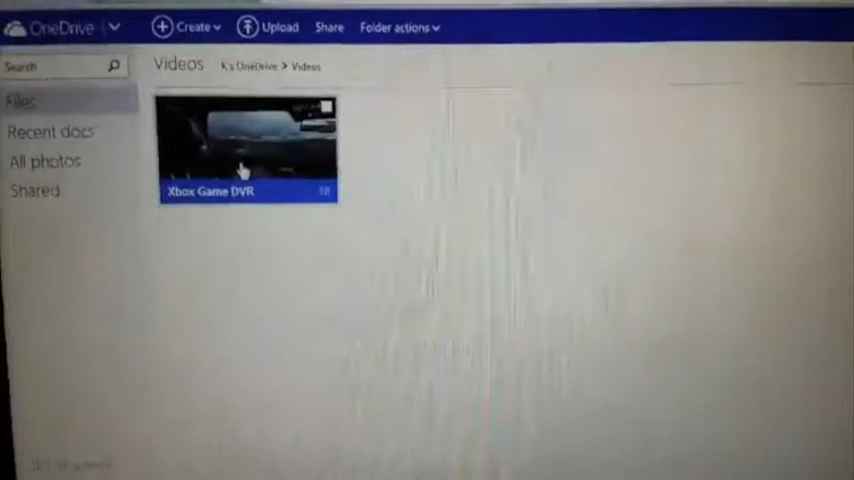 OneDrive
Create
Upload
Share
Folder actions
Search
Videos
K's OneDrive > Videos
Files
Recent docs
All photos
Shared
Xbox Game DVR
18